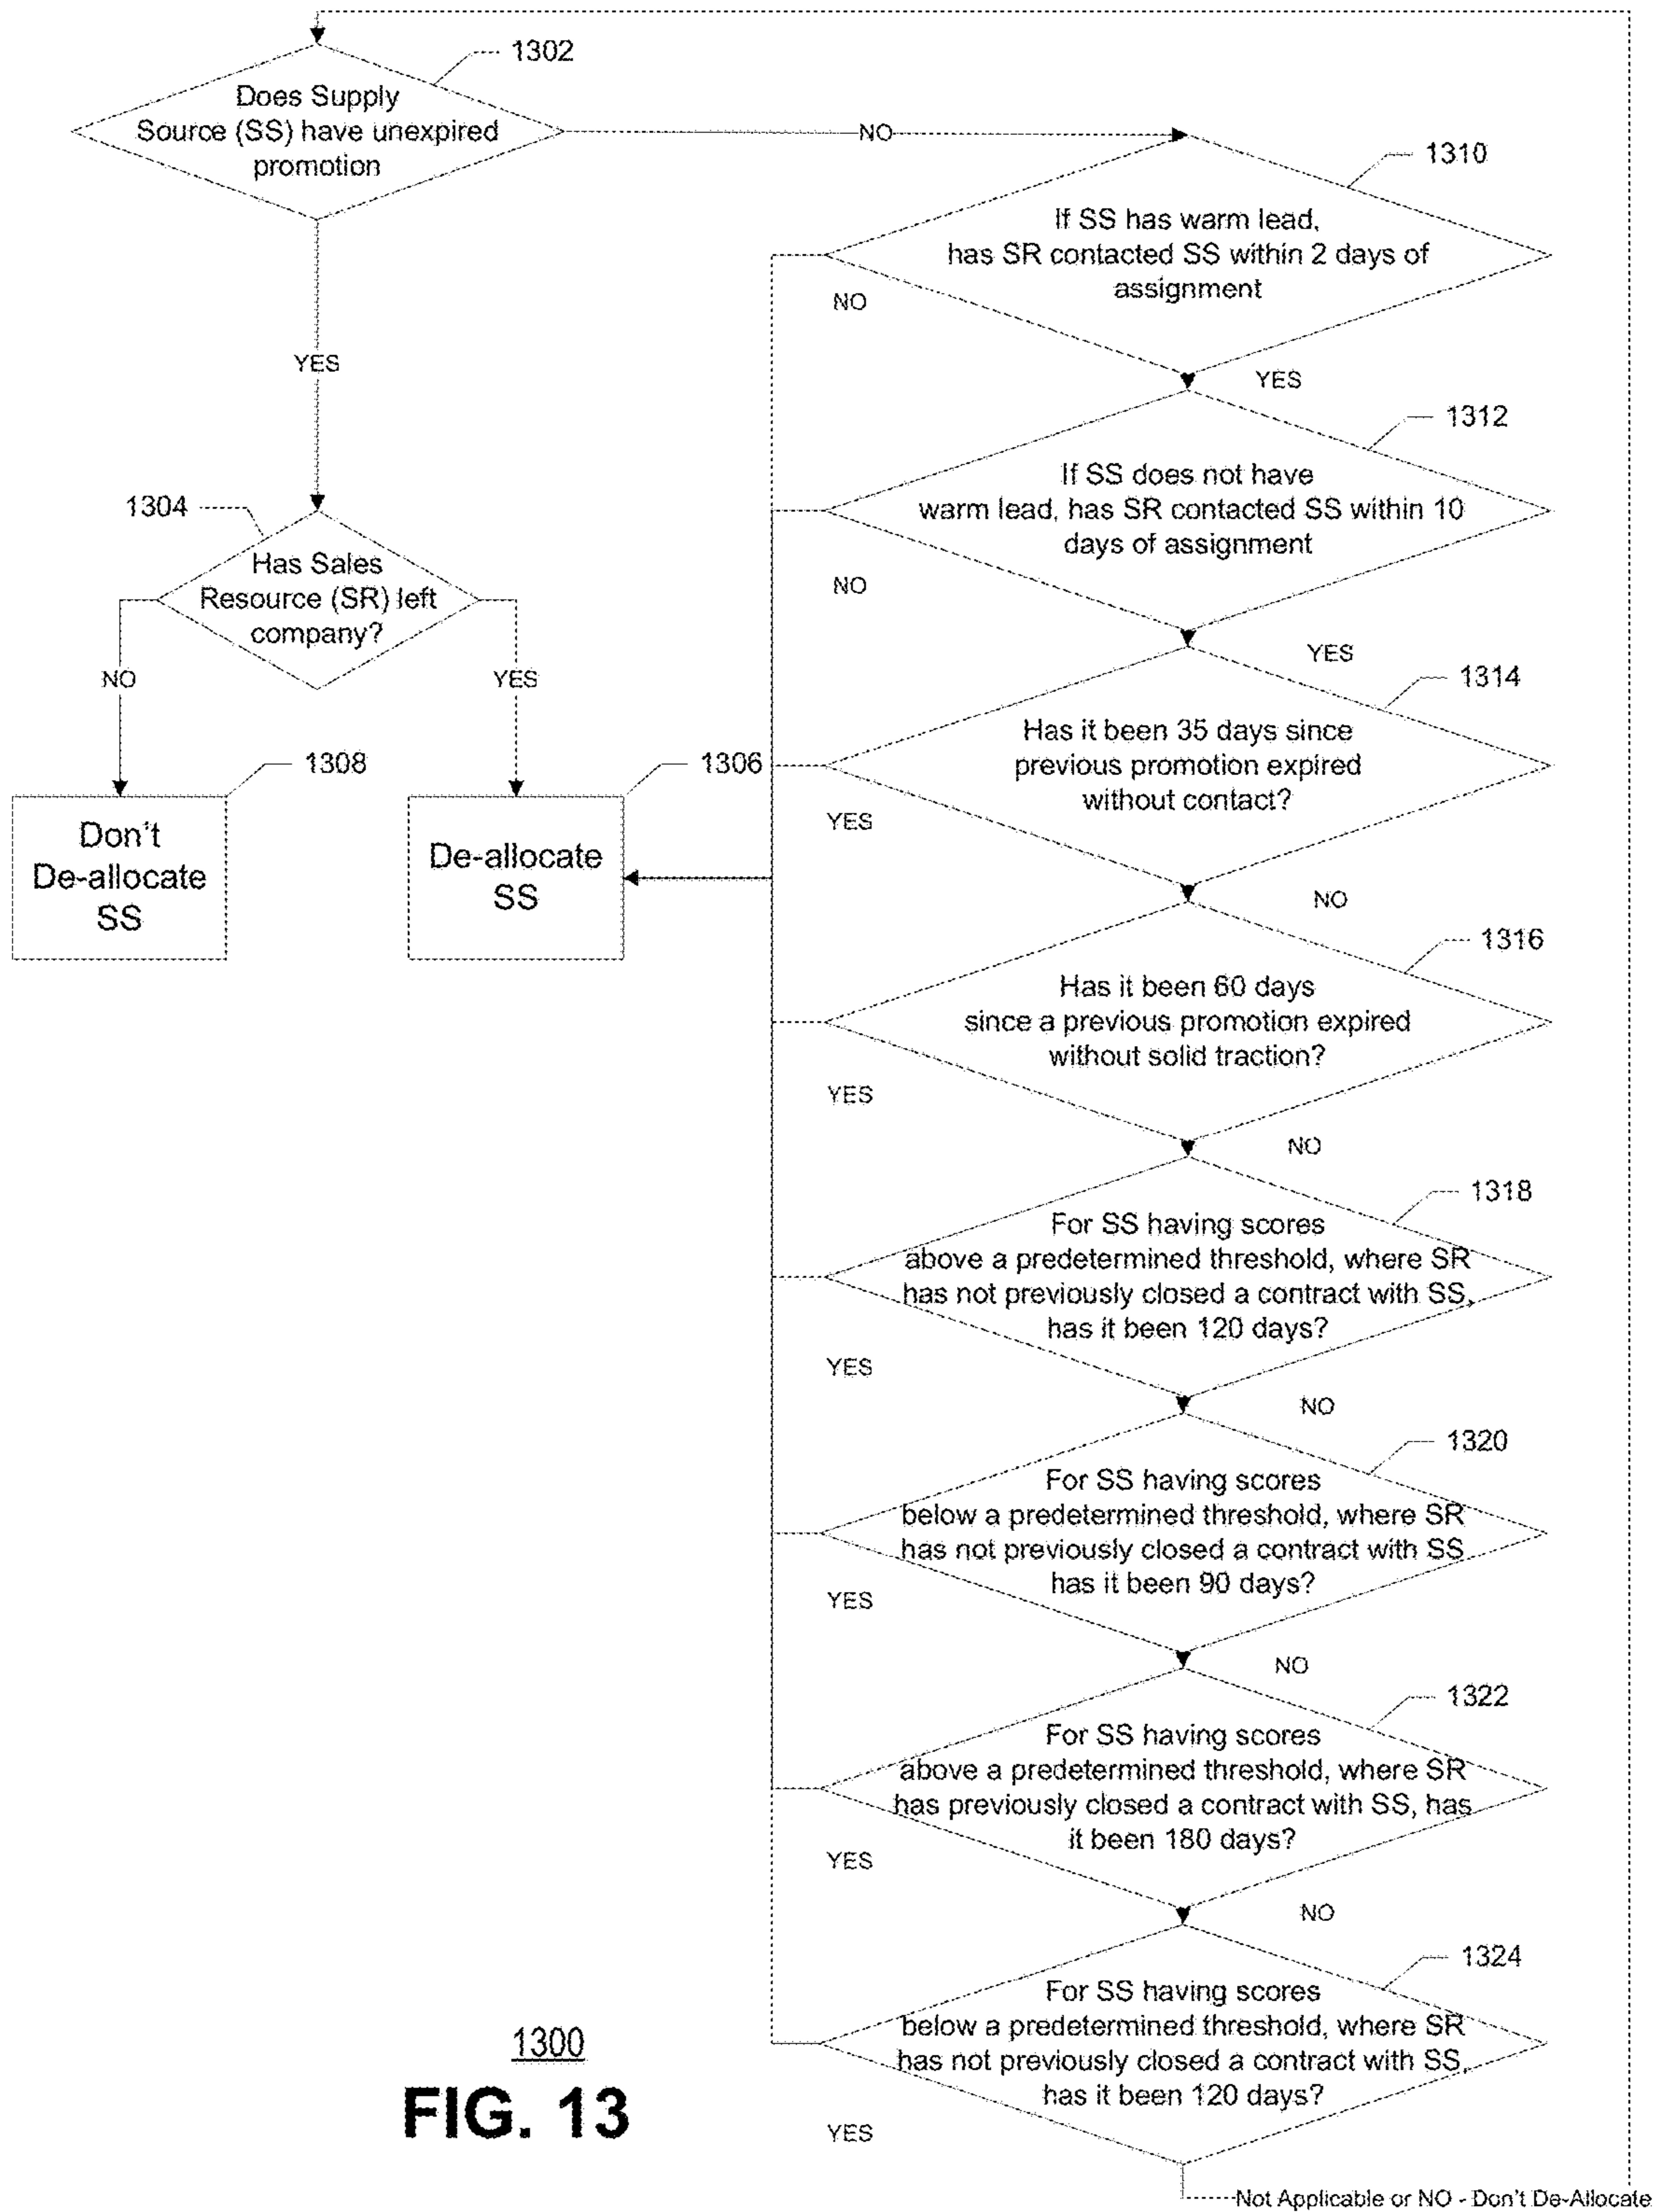 1302
Does Supply
Source (SS) have unexpired
promotion
NO
YES
1310
If SS has warm lead,
has SR contacted SS within 2 days of
assignment
NO
YES
1312
If SS does not have
warm lead, has SR contacted SS within 10
days of assignment
NO
YES
1304
Has Sales
Resource (SR) left
company?
NO
YES
1308
Don't
De-allocate
SS
1306
De-allocate
SS
1314
Has it been 35 days since
previous promotion expired
without contact?
YES
NO
1316
Has it been 60 days
since a previous promotion expired
without solid traction?
YES
NO
1318
For SS having scores
above a predetermined threshold, where SR
has not previously closed a contract with SS,
has it been 120 days?
YES
NO
1320
For SS having scores
below a predetermined threshold, where SR
has not previously closed a contract with SS
has it been 90 days?
YES
NO
1322
For SS having scores
above a predetermined threshold, where SR
has previously closed a contract with SS, has
it been 180 days?
YES
NO
1324
For SS having scores
below a predetermined threshold, where SR
has not previously closed a contract with SS,
has it been 120 days?
YES
Not Applicable or NO - Don't De-Allocate
1300
FIG. 13